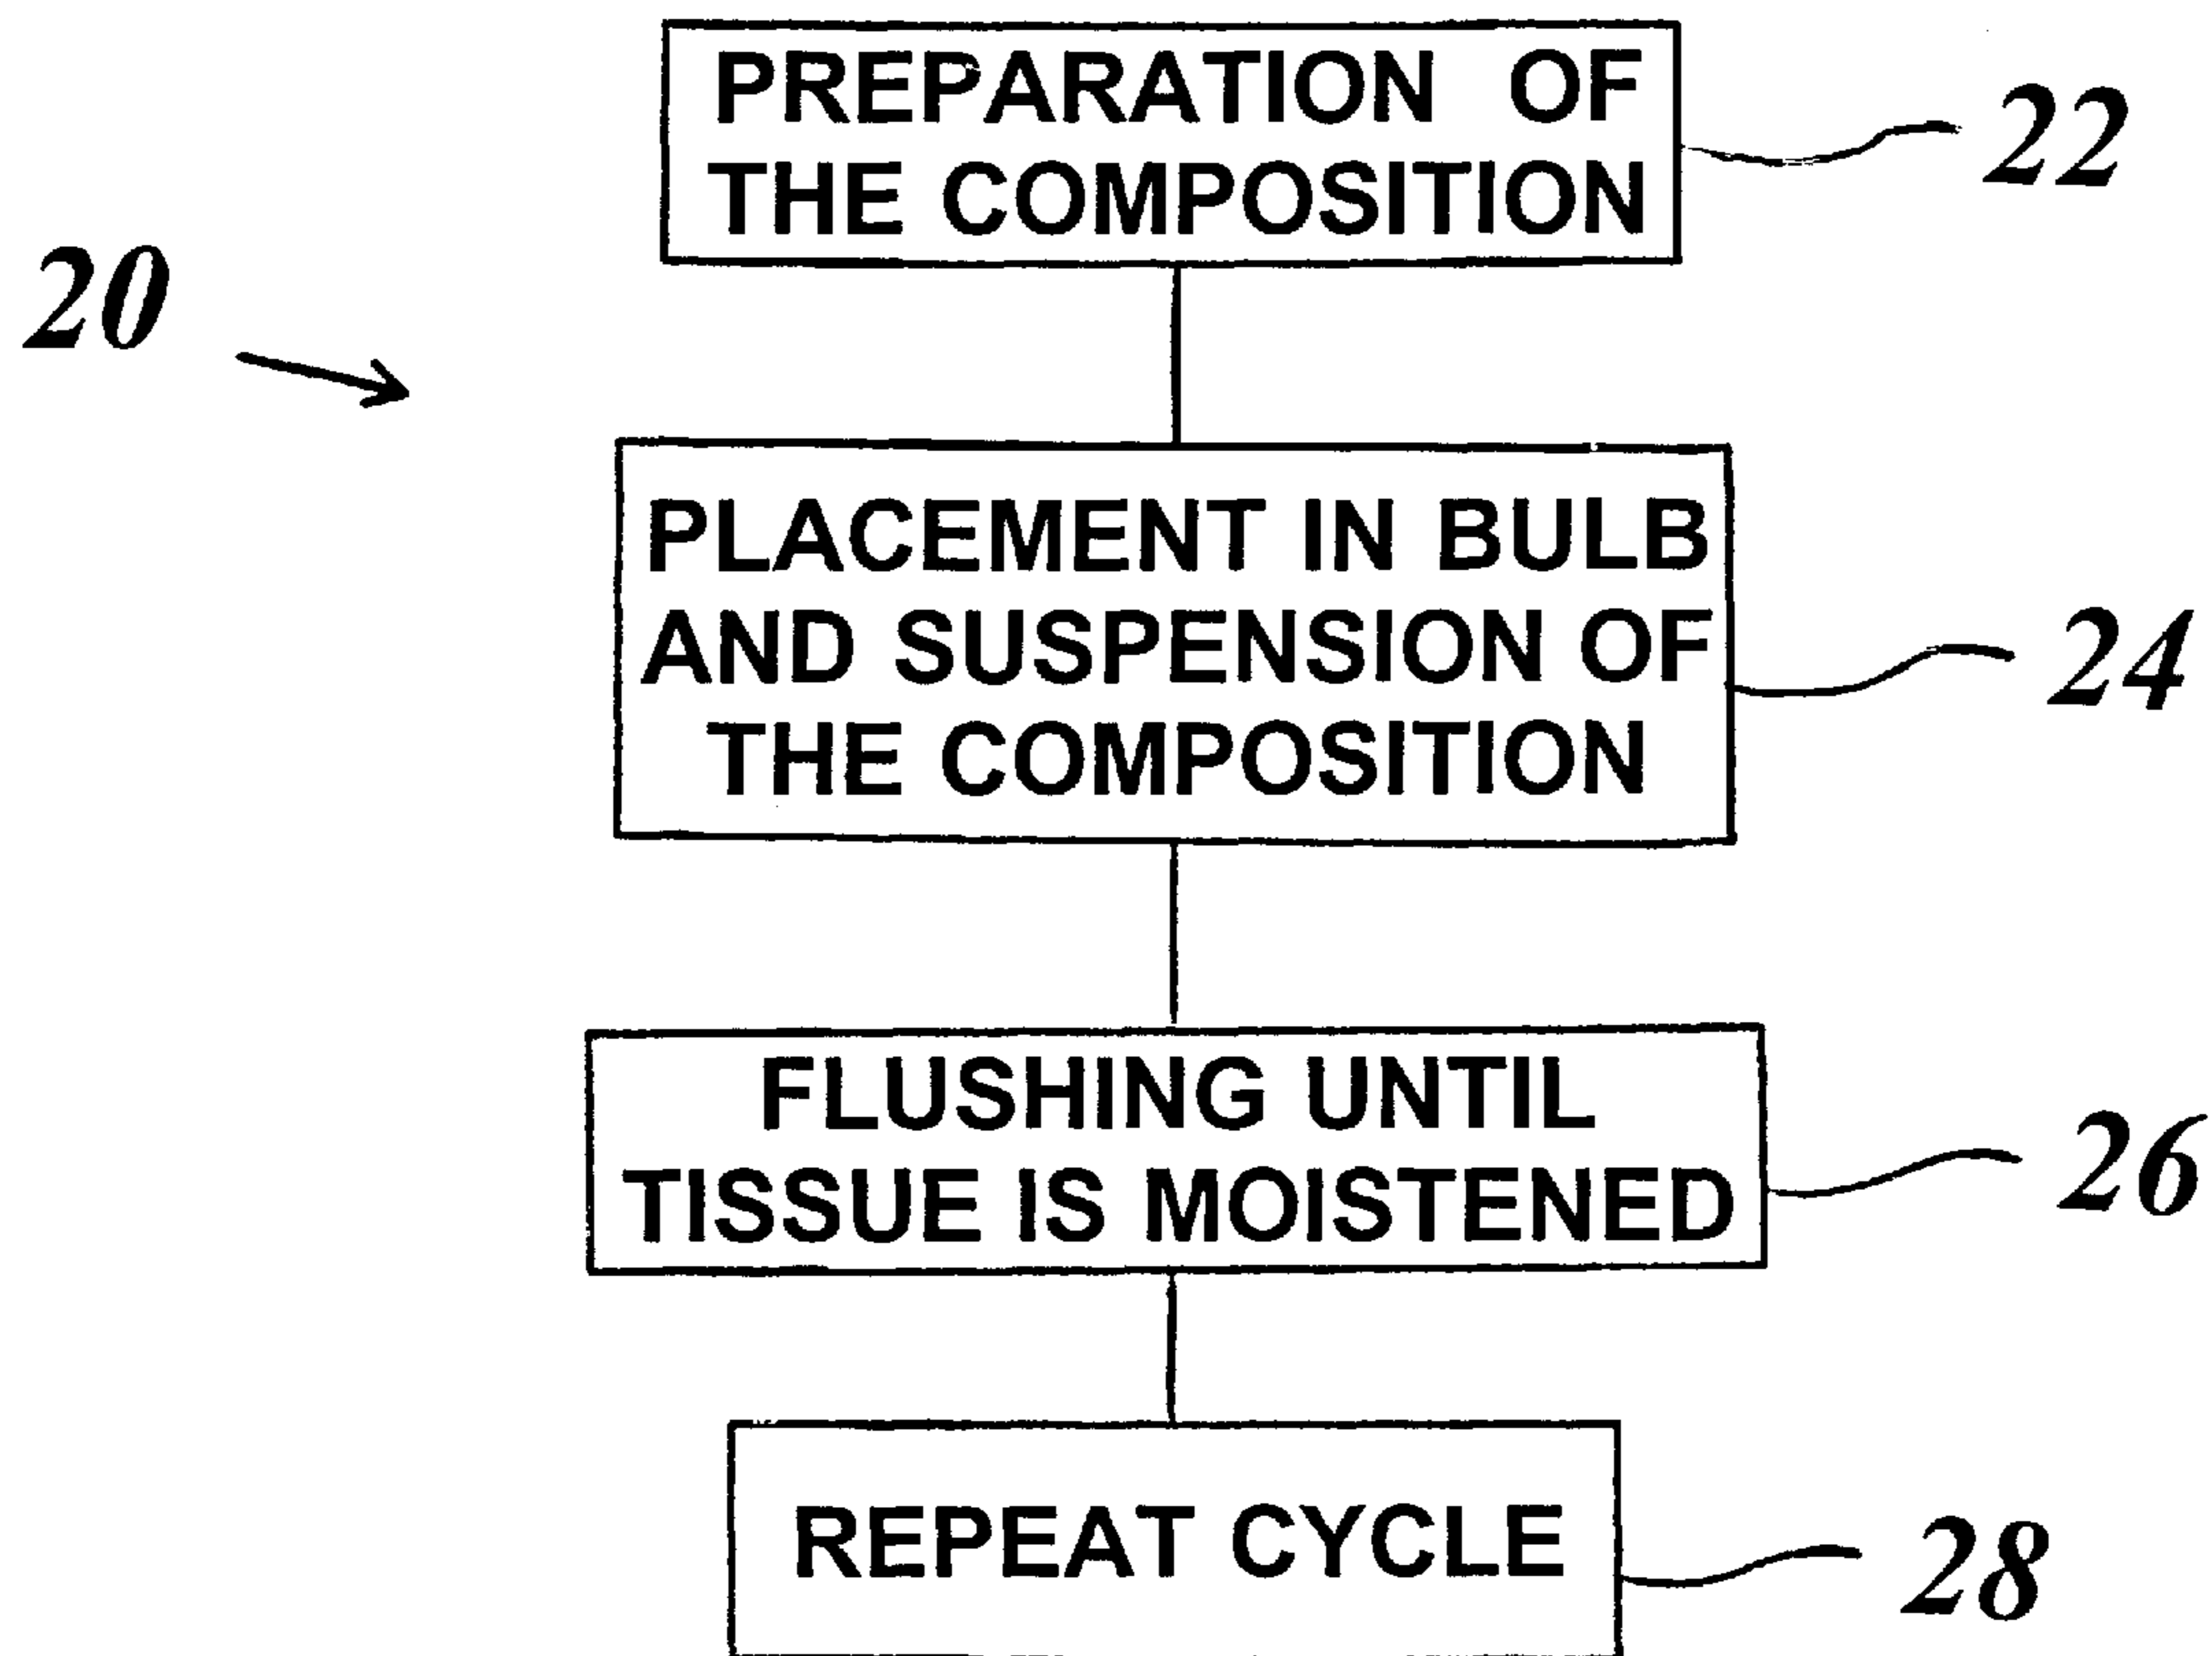 PREPARATION OF
THE COMPOSITION
22
20
PLACEMENT IN BULB
AND SUSPENSION OF
THE COMPOSITION
24
FLUSHING UNTIL
TISSUE IS MOISTENED
26
REPEAT CYCLE
28